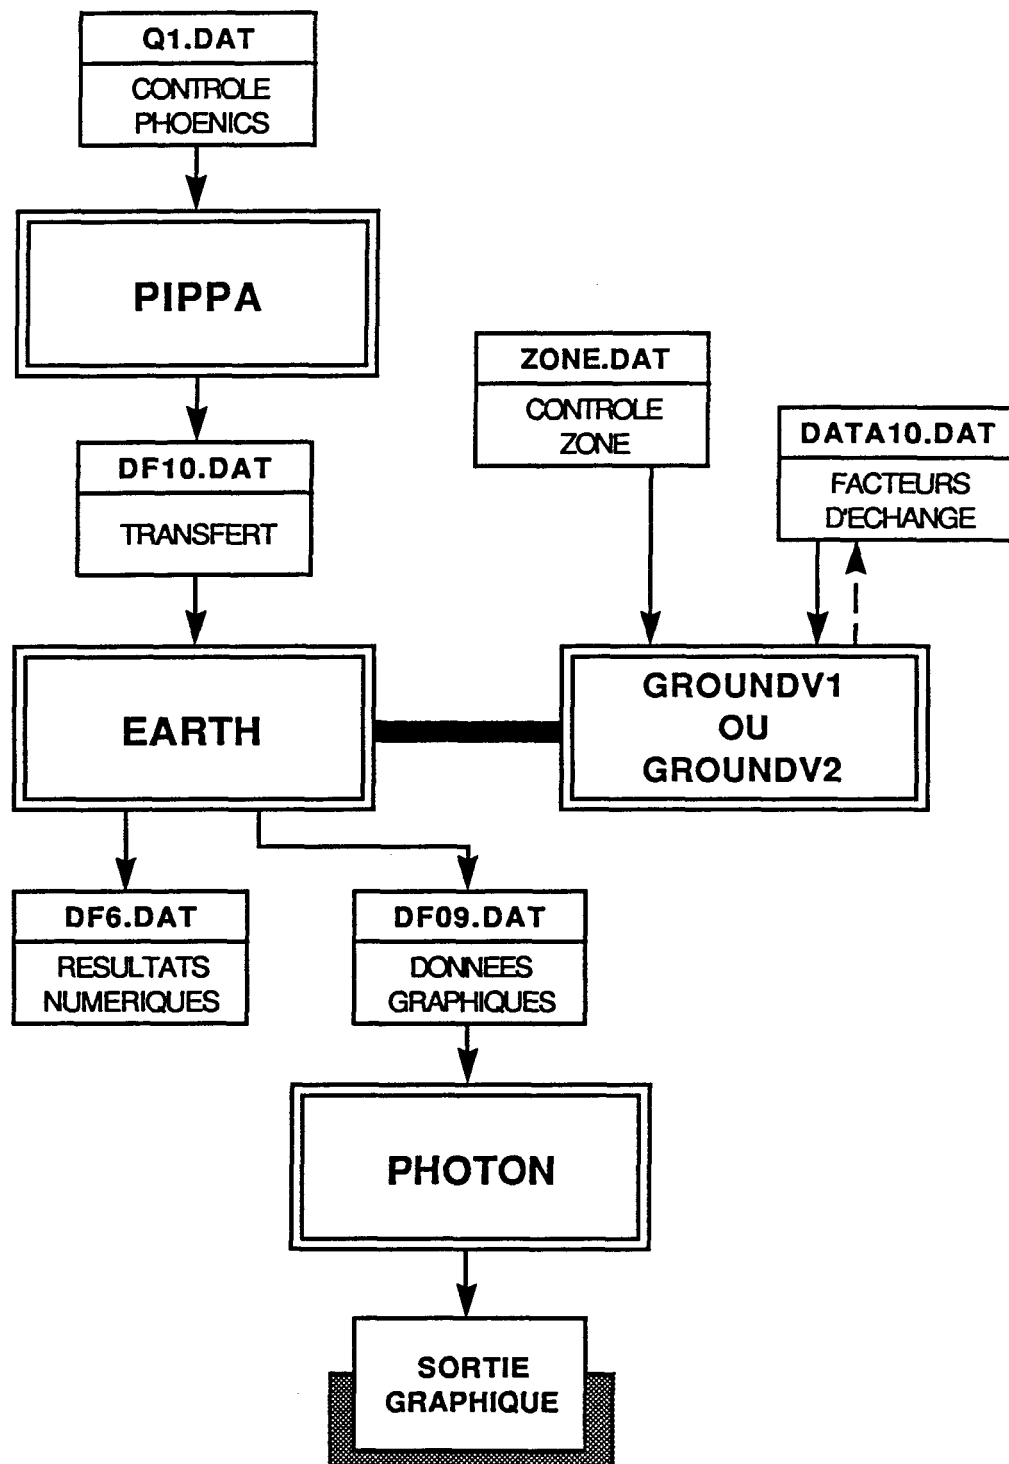 Q1.DAT
CONTROLE
PHOENICS
PIPPA
ZONE.DAT
CONTROLE
ZONE
DATA10.DAT
FACTEURS
D'ECHANGE
DF10.DAT
TRANSFERT
EARTH
GROUNDV1
OU
GROUNDV2
DF6.DAT
RESULTATS
NUMERIQUES
DF09.DAT
DONNEES
GRAPHIQUES
PHOTON
SORTIE
GRAPHIQUE